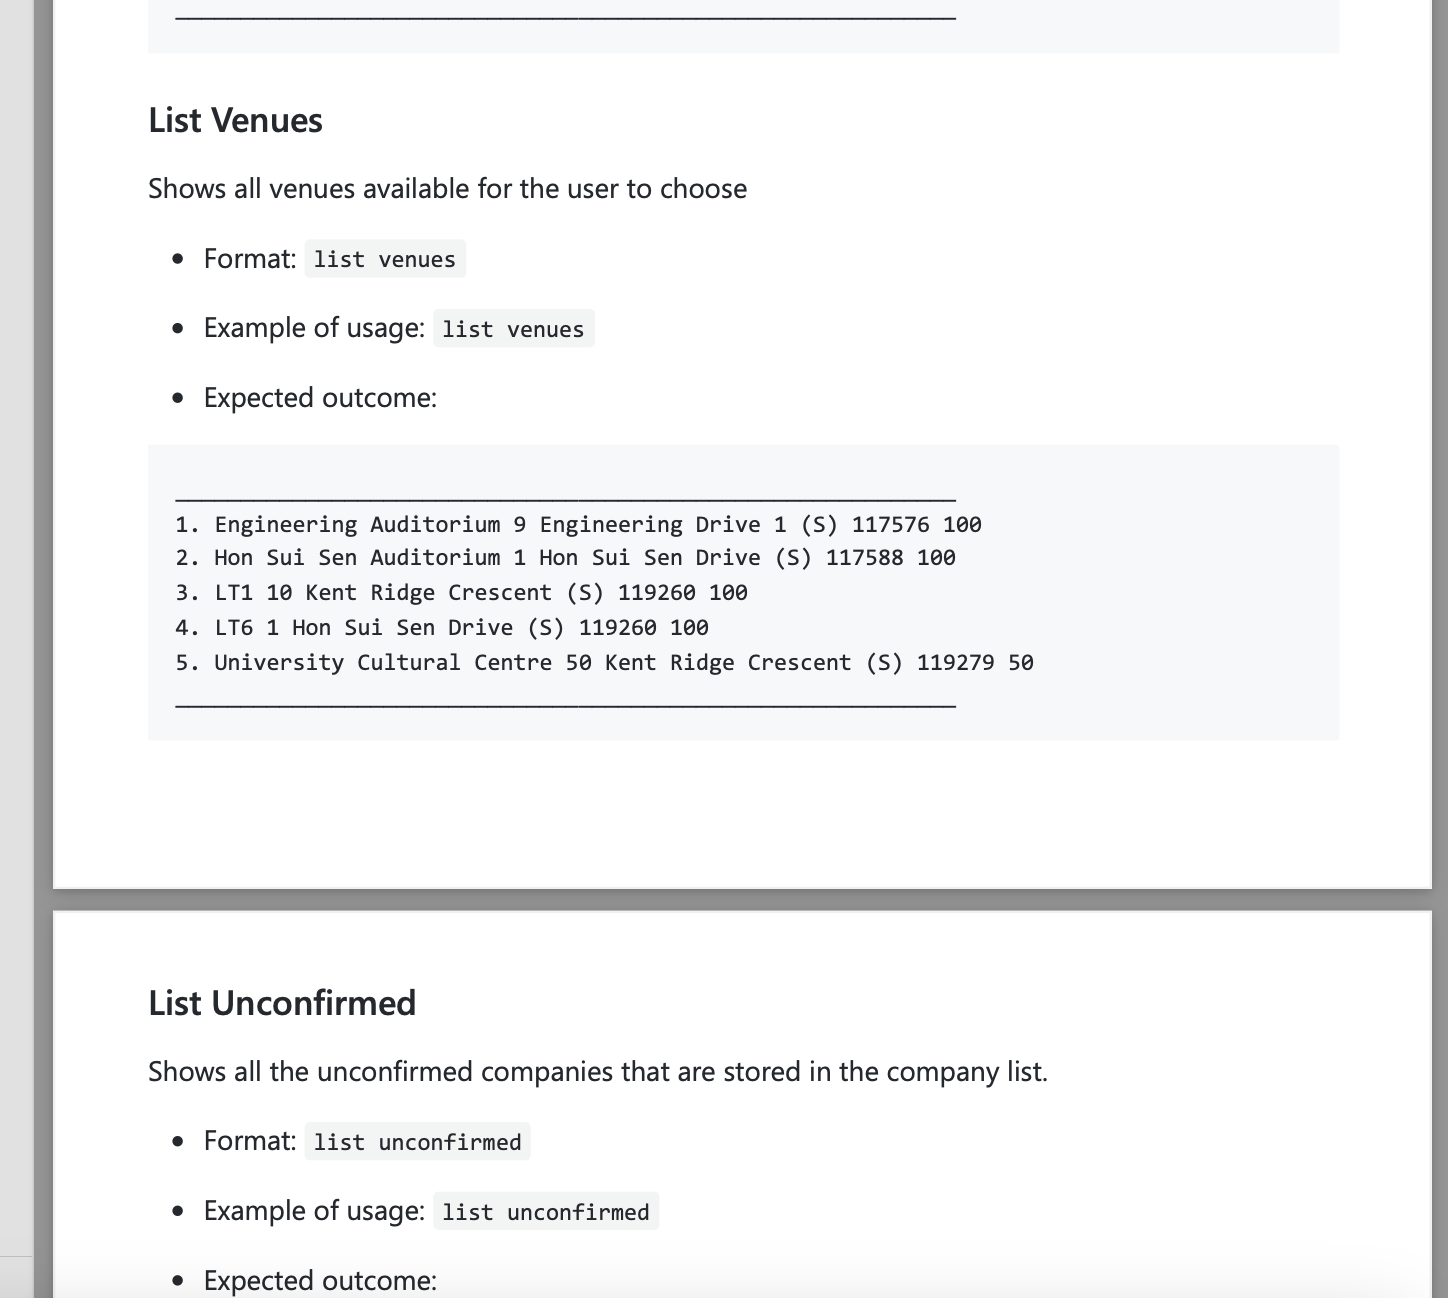 List Venues
Shows all venues available for the user to choose
Format: list venues
Example of usage: list venues
Expected outcome:
1. Engineering Auditorium 9 Engineering Drive 1 (S) 117576 100
2. Hon Sui Sen Auditorium 1 Hon Sui Sen Drive (S) 117588 100
3. LT1 10 Kent Ridge Crescent (S) 119260 100
4. LT6 1 Hon Sui Sen Drive (S) 119260 100
5. University Cultural Centre 50 Kent Ridge Crescent (S) 119279 50
List Unconfirmed
Shows all the unconfirmed companies that are stored in the company list.
Format: list unconfirmed
Example of usage: list unconfirmed
Expected outcome: